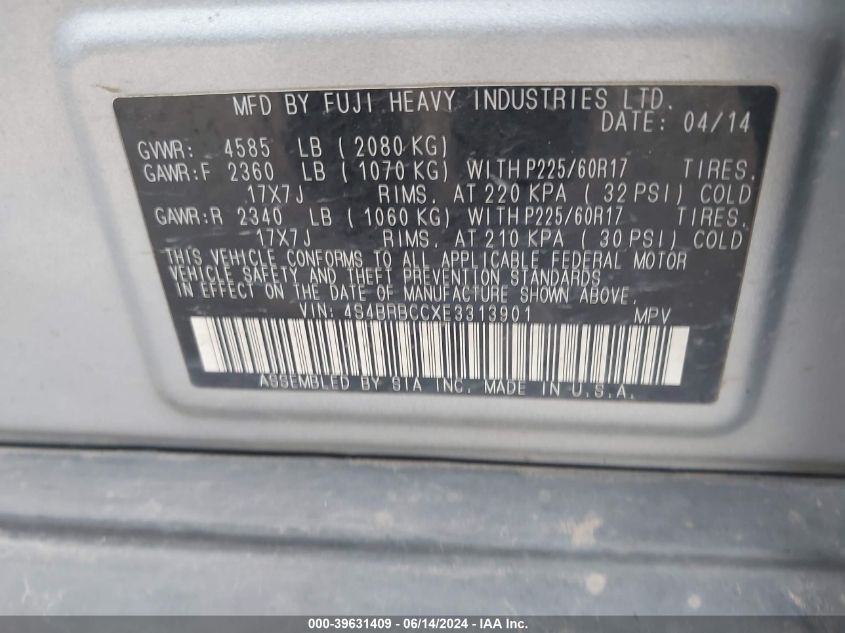 MFD BY FUJI HEAVY INDUSTRIES LTD.
DATE: 04/14
GVWR: 4585 LB ( 2080 KG)
GAWR:F 2360 LB ( 1070 KG) WITH P225/60R17 TIRES,
17X7J RIMS, AT 220 KPA ( 32 PSI) COLD
GAWR:R 2340 LB ( 1060 KG) WITH P225/60R17 TIRES,
17X7J RIMS, AT 210 KPA ( 30 PSI) COLD
THIS VEHICLE CONFORMS TO ALL APPLICABLE FEDERAL MOTOR
VEHICLE SAFETY AND THEFT PREVENTION STANDARDS
IN EFFECT ON THE DATE OF MANUFACTURE SHOWN ABOVE.
VIN: 4S4BRBCCXE3313901 MPV
ASSEMBLED BY SIA INC. MADE IN U.S.A.
000-39631409 - 06/14/2024 - IAA, Inc.